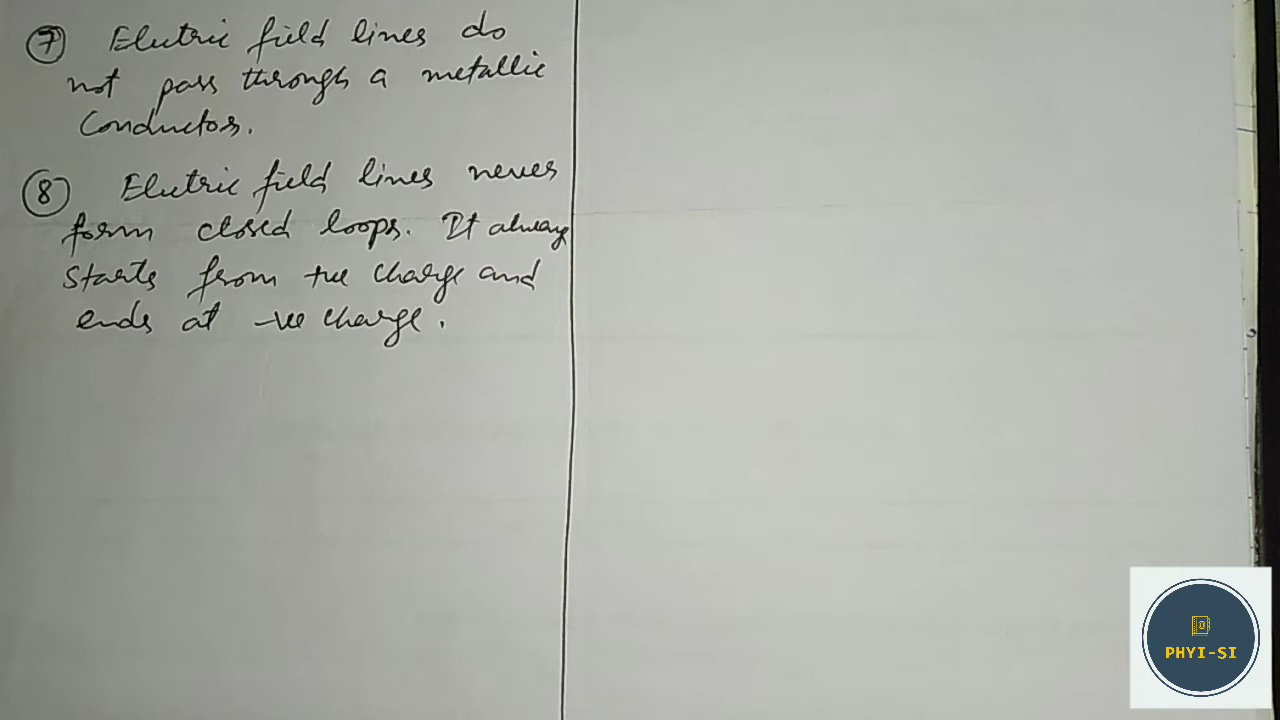 7 Electric field lines do
not pass through a metallic
Conductor.
8 Electric field lines never
form closed loops. It always
starts from +ve charge and
ends at -ve charge.
PHYI-SI